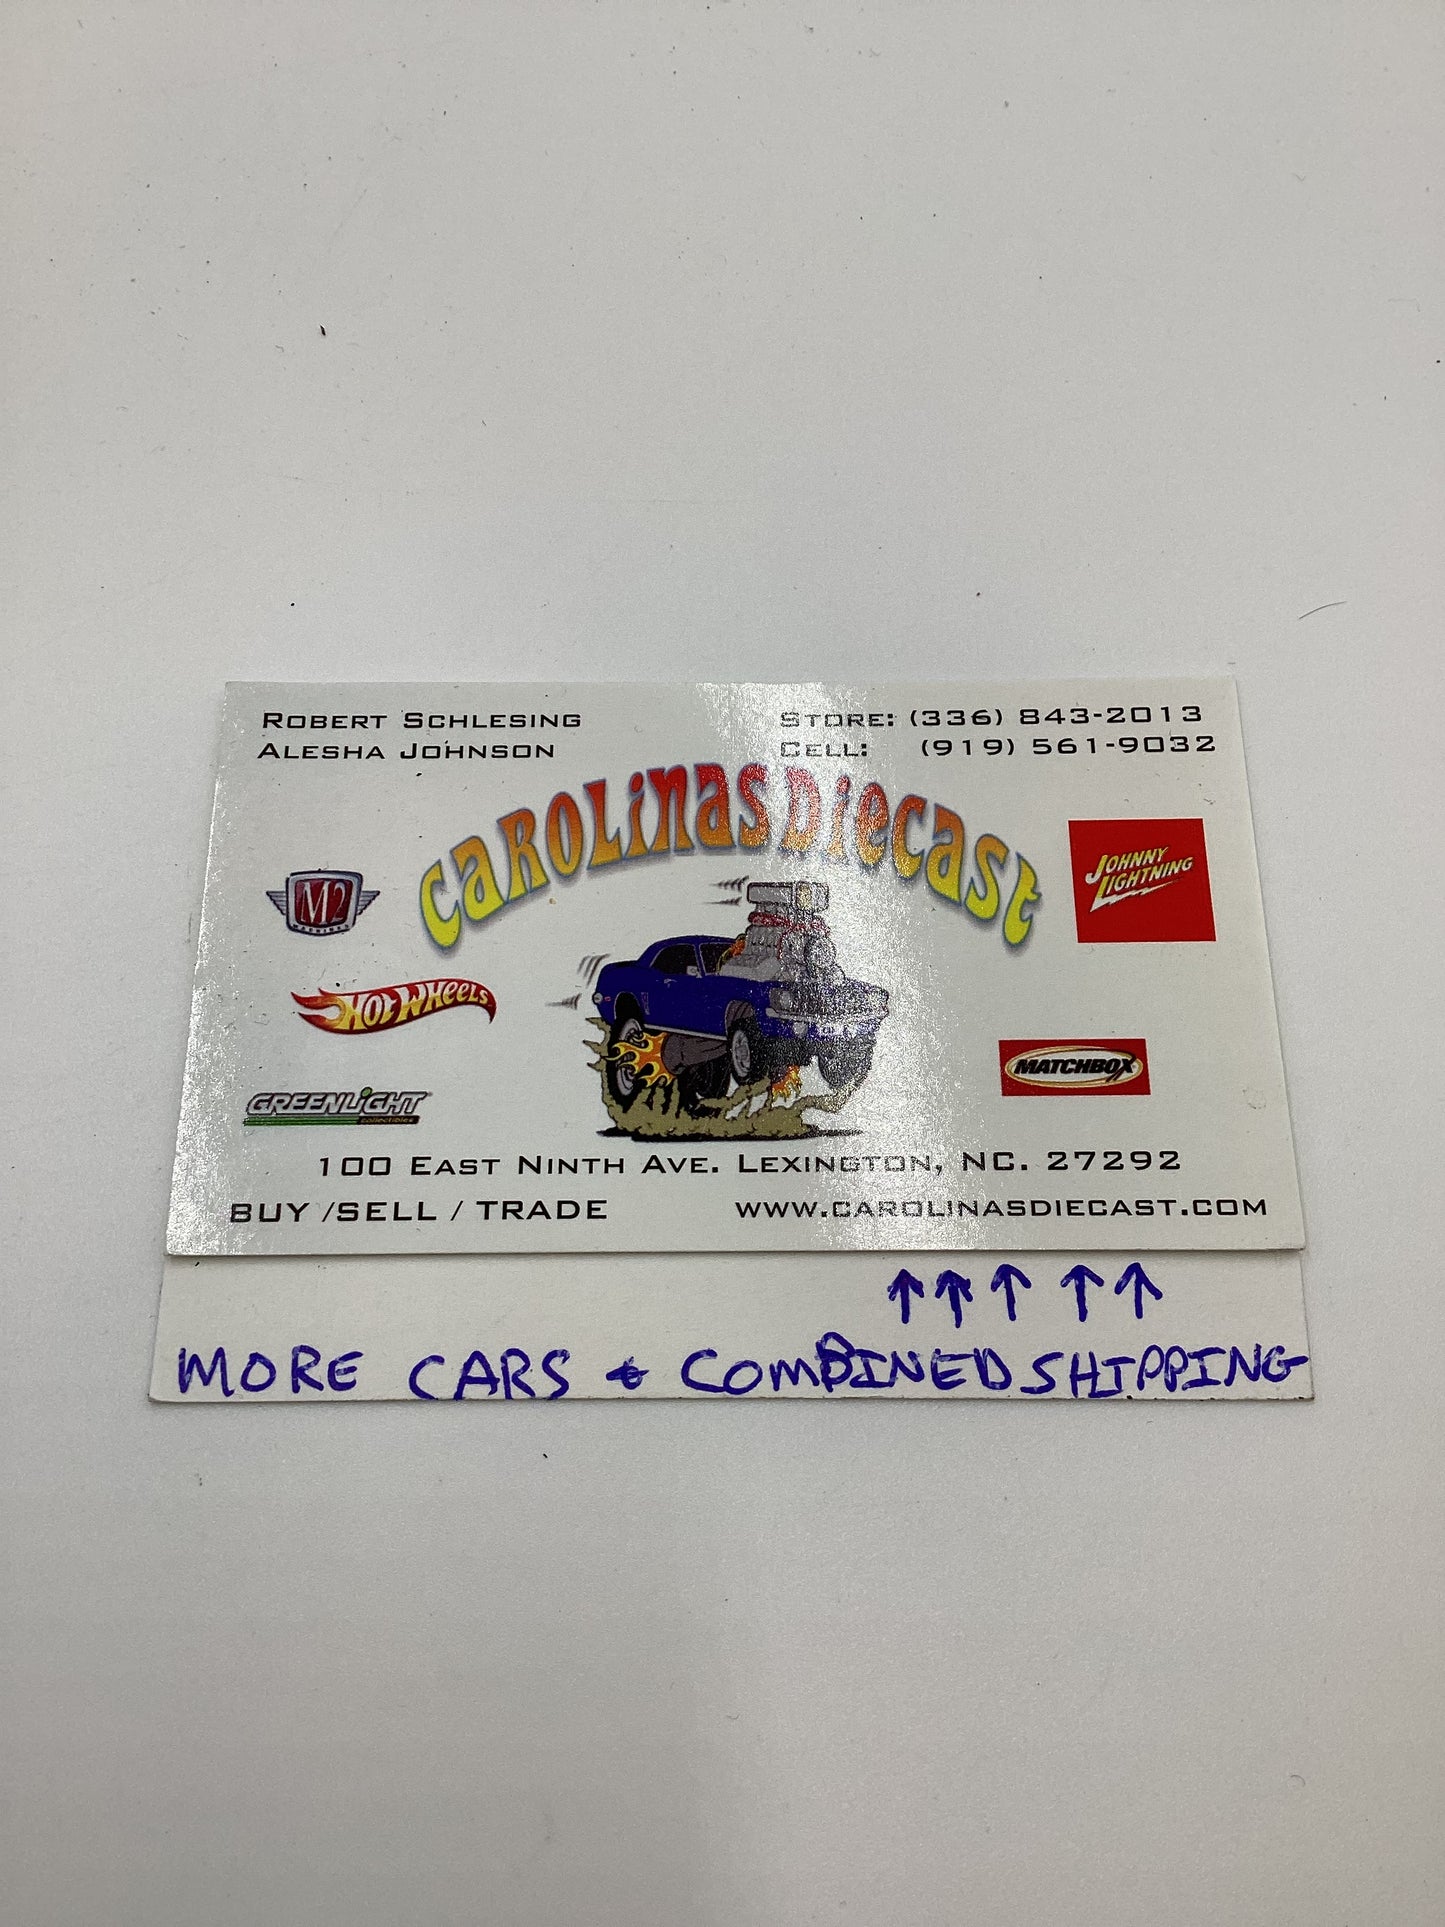 ROBERT SCHLESING
ALESHA JOHNSON
STORE: (336) 843-2013
CELL: (919) 561-9032
CAROLINAS DIECAST
M2
MACHINES
JOHNNY
LIGHTNING
HOT WHEELS
MATCHBOX
GREENLIGHT
collectibles
100 EAST NINTH AVE. LEXINGTON, NC. 27292
BUY /SELL / TRADE
WWW.CAROLINASDIECAST.COM
↑ ↑ ↑ ↑ ↑
MORE CARS & COMBINED SHIPPING